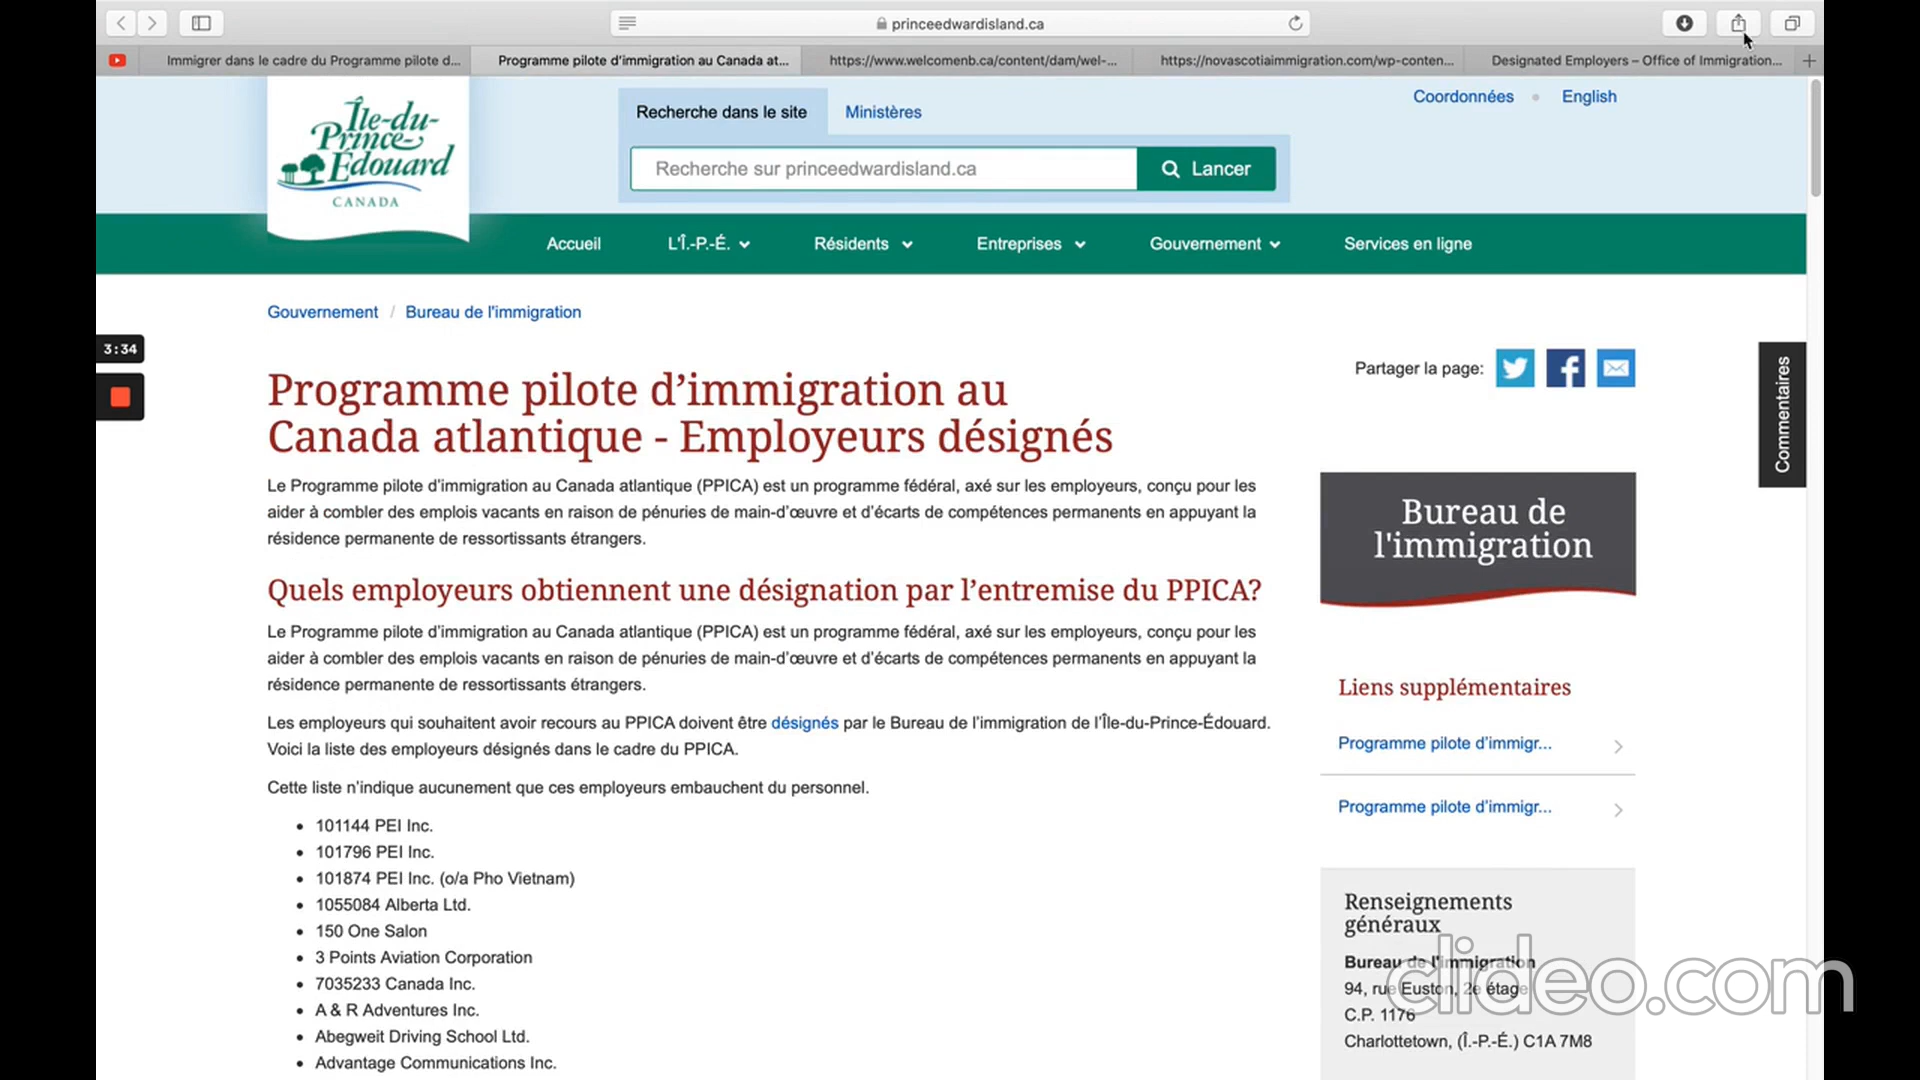 princeedwardisland.ca
Immigrer dans le cadre du Programme pilote d...
Programme pilote d'immigration au Canada at...
https://www.welcomenb.ca/content/dam/wel-...
https://novascotiaimmigration.com/wp-conten...
Designated Employers – Office of Immigration...
Île-du-
Prince-
Édouard
CANADA
Recherche dans le site
Ministères
Coordonnées
English
Recherche sur princeedwardisland.ca
Lancer
Accueil
L'Î.-P.-É.
Résidents
Entreprises
Gouvernement
Services en ligne
Gouvernement / Bureau de l'immigration
3:34
Partager la page:
Commentaires
Programme pilote d’immigration au
Canada atlantique - Employeurs désignés
Le Programme pilote d’immigration au Canada atlantique (PPICA) est un programme fédéral, axé sur les employeurs, conçu pour les
aider à combler des emplois vacants en raison de pénuries de main-d’œuvre et d’écarts de compétences permanents en appuyant la
résidence permanente de ressortissants étrangers.
Quels employeurs obtiennent une désignation par l’entremise du PPICA?
Le Programme pilote d’immigration au Canada atlantique (PPICA) est un programme fédéral, axé sur les employeurs, conçu pour les
aider à combler des emplois vacants en raison de pénuries de main-d’œuvre et d’écarts de compétences permanents en appuyant la
résidence permanente de ressortissants étrangers.
Les employeurs qui souhaitent avoir recours au PPICA doivent être désignés par le Bureau de l’immigration de l’Île-du-Prince-Édouard.
Voici la liste des employeurs désignés dans le cadre du PPICA.
Cette liste n’indique aucunement que ces employeurs embauchent du personnel.
• 101144 PEI Inc.
• 101796 PEI Inc.
• 101874 PEI Inc. (o/a Pho Vietnam)
• 1055084 Alberta Ltd.
• 150 One Salon
• 3 Points Aviation Corporation
• 7035233 Canada Inc.
• A & R Adventures Inc.
• Abegweit Driving School Ltd.
• Advantage Communications Inc.
Bureau de
l'immigration
Liens supplémentaires
Programme pilote d’immigr...
Programme pilote d’immigr...
Renseignements
généraux
Bureau de l'immigration
94, rue Euston, 2e étage
C.P. 1176
Charlottetown, (Î.-P.-É.) C1A 7M8
clideo.com